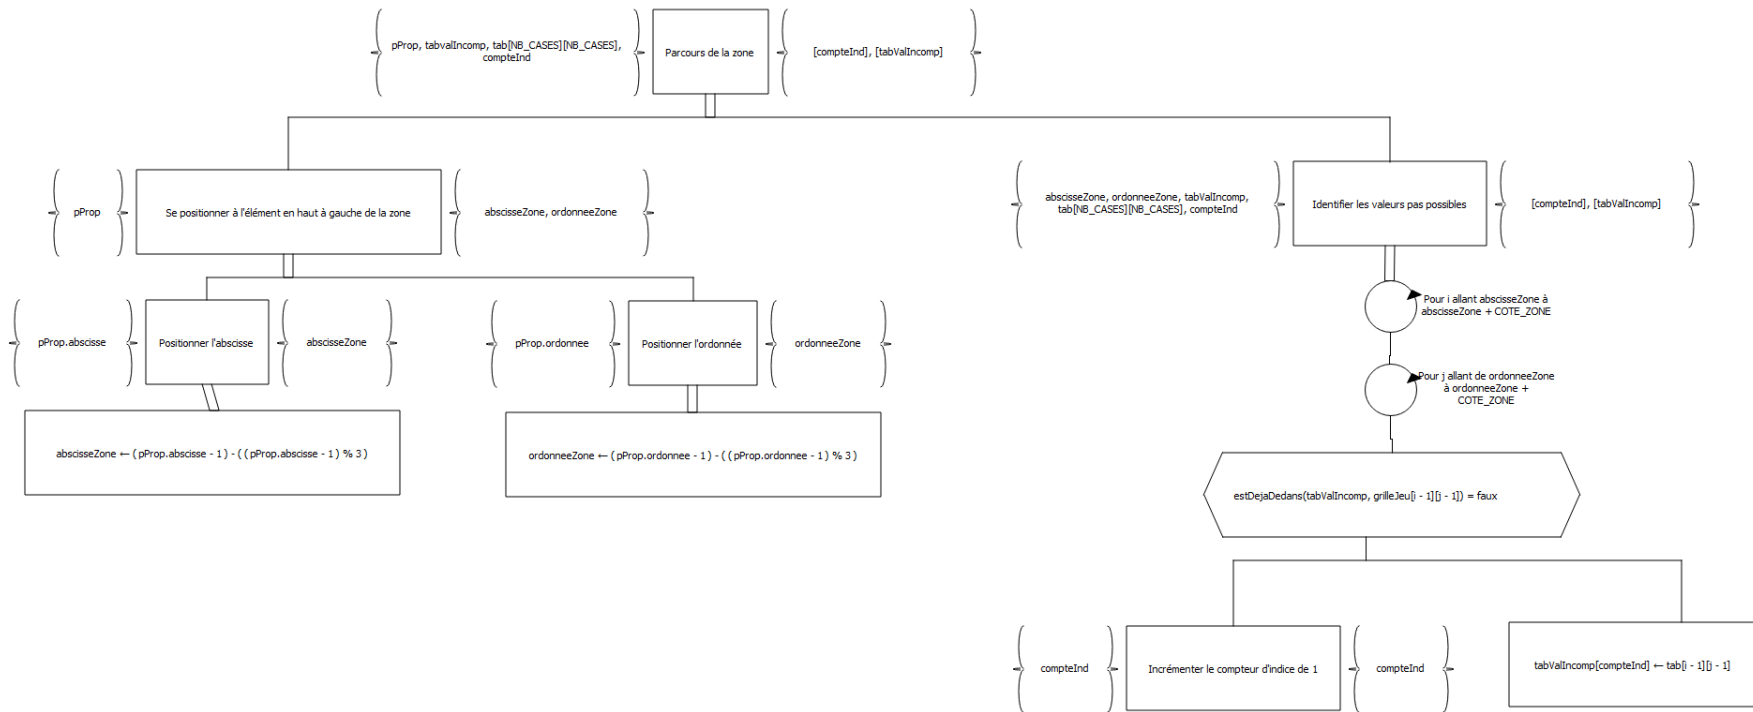 pProp, tabvalIncomp, tab[NB_CASES][NB_CASES],
compteInd
Parcours de la zone
[compteInd], [tabValIncomp]
pProp
Se positionner à l'élément en haut à gauche de la zone
abscisseZone, ordonneeZone
abscisseZone, ordonneeZone, tabValIncomp,
tab[NB_CASES][NB_CASES], compteInd
Identifier les valeurs pas possibles
[compteInd], [tabValIncomp]
pProp.abscisse
Positionner l'abscisse
abscisseZone
pProp.ordonnee
Positionner l'ordonnée
ordonneeZone
Pour i allant abscisseZone à
abscisseZone + COTE_ZONE
Pour j allant de ordonneeZone
à ordonneeZone +
COTE_ZONE
abscisseZone ← ( pProp.abscisse - 1 ) - ( ( pProp.abscisse - 1 ) % 3 )
ordonneeZone ← ( pProp.ordonnee - 1 ) - ( ( pProp.ordonnee - 1 ) % 3 )
estDejaDedans(tabValIncomp, grilleJeu[i - 1][j - 1]) = faux
compteInd
Incrémenter le compteur d'indice de 1
compteInd
tabValIncomp[compteInd] ← tab[i - 1][j - 1]